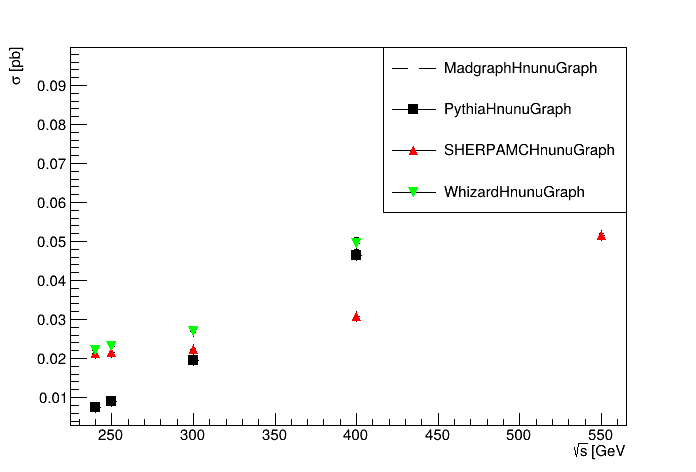 σ [pb]
MadgraphHnunuGraph
PythiaHnunuGraph
SHERPAMCHnunuGraph
WhizardHnunuGraph
0.09
0.08
0.07
0.06
0.05
0.04
0.03
0.02
0.01
250 300 350 400 450 500 550
√s [GeV